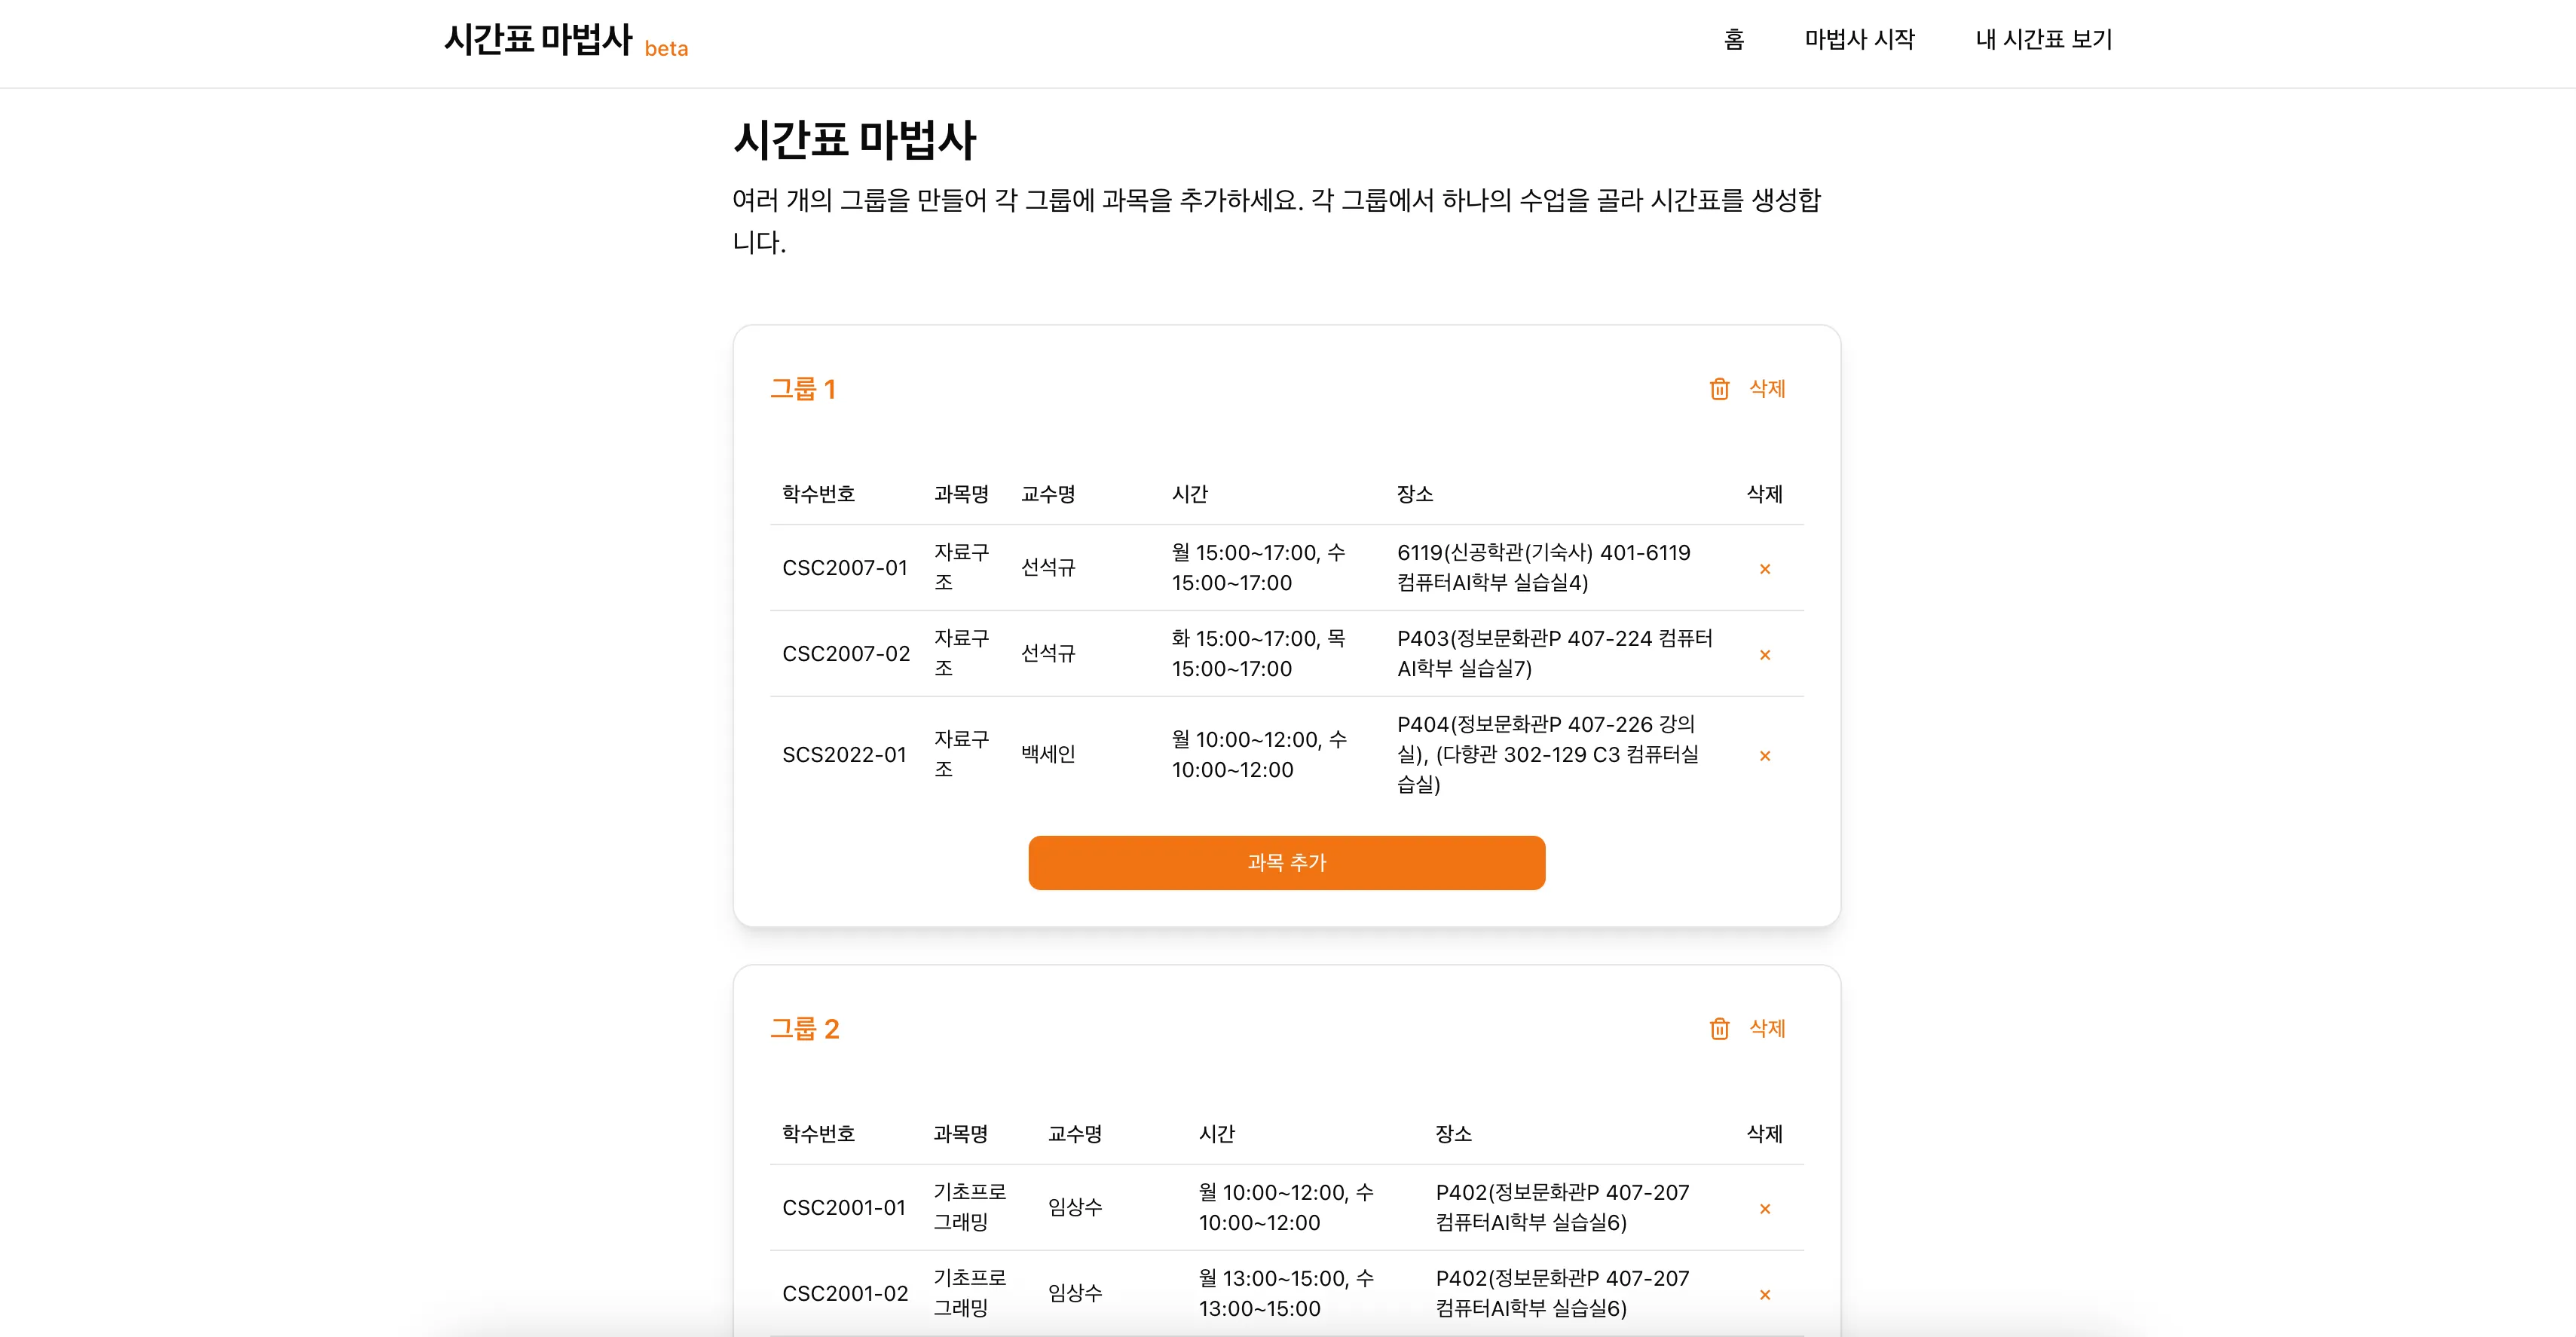 시간표 마법사 beta
홈 마법사 시작 내 시간표 보기
시간표 마법사
여러 개의 그룹을 만들어 각 그룹에 과목을 추가하세요. 각 그룹에서 하나의 수업을 골라 시간표를 생성합
니다.
그룹 1
삭제
학수번호 과목명 교수명 시간 장소 삭제
CSC2007-01
자료구
조
선석규
월 15:00~17:00, 수
15:00~17:00
6119(신공학관(기숙사) 401-6119
컴퓨터AI학부 실습실4)
×
CSC2007-02
자료구
조
선석규
화 15:00~17:00, 목
15:00~17:00
P403(정보문화관P 407-224 컴퓨터
AI학부 실습실7)
×
SCS2022-01
자료구
조
백세인
월 10:00~12:00, 수
10:00~12:00
P404(정보문화관P 407-226 강의
실), (다향관 302-129 C3 컴퓨터실
습실)
×
과목 추가
그룹 2
삭제
학수번호 과목명 교수명 시간 장소 삭제
CSC2001-01
기초프로
그래밍
임상수
월 10:00~12:00, 수
10:00~12:00
P402(정보문화관P 407-207
컴퓨터AI학부 실습실6)
×
CSC2001-02
기초프로
그래밍
임상수
월 13:00~15:00, 수
13:00~15:00
P402(정보문화관P 407-207
컴퓨터AI학부 실습실6)
×